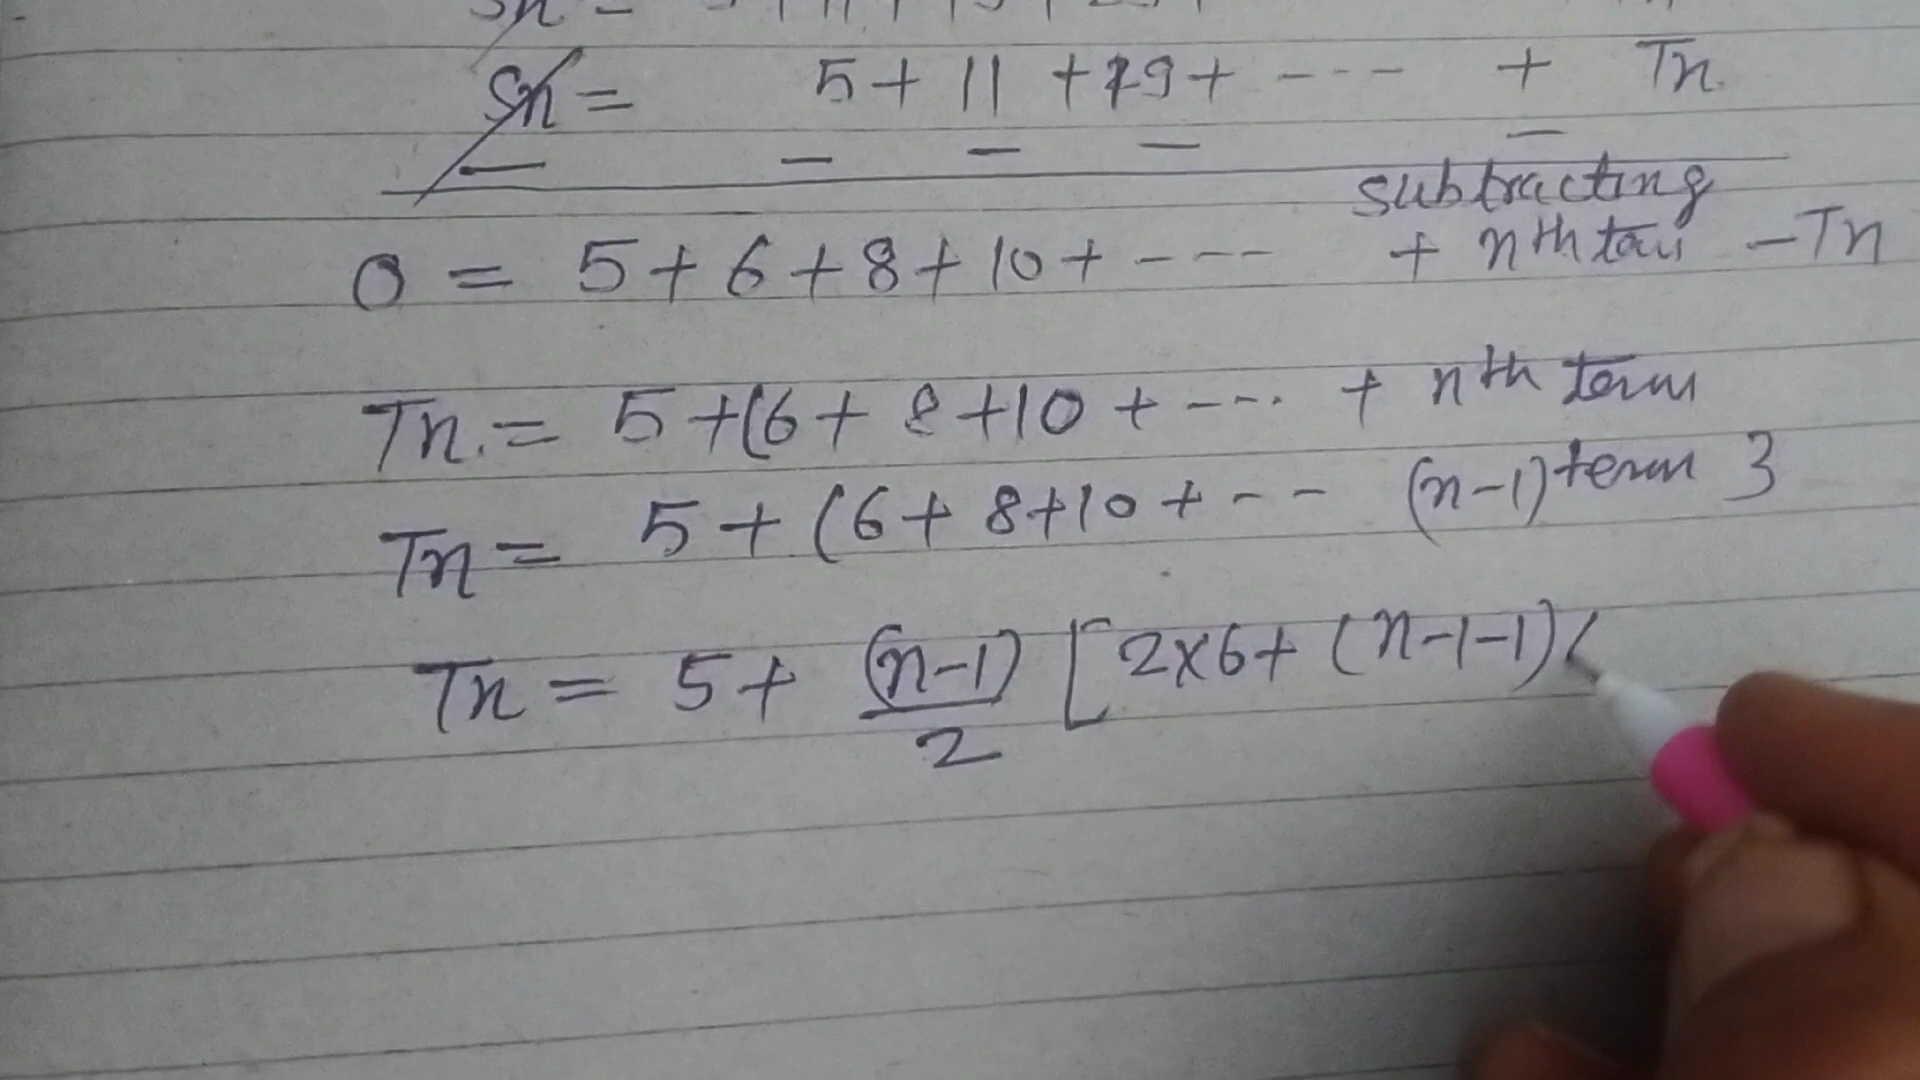 Sn = 5 + 11 + 19 + --- + Tn.
subtracting
0 = 5 + 6 + 8 + 10 + ---- + nth - Tn
Tn. = 5 + (6 + 8 + 10 + ---. + nth term
Tn = 5 + (6 + 8 + 10 + -- (n-1) term }
Tn = 5 + (n-1)/2 [2×6 + (n-1-1)